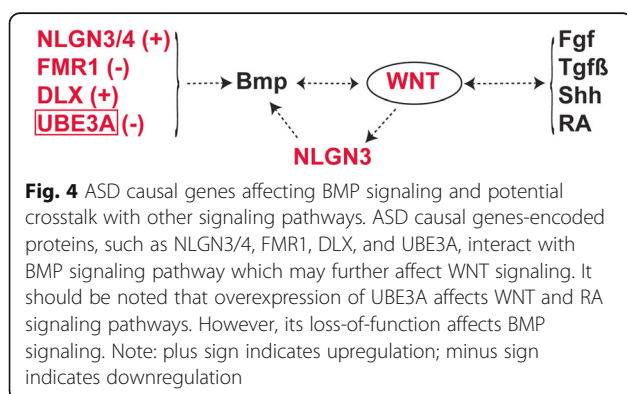 NLGN3/4 (+)
FMR1 (-)
DLX (+)
UBE3A (-)
Bmp
WNT
NLGN3
Fgf
Tgfß
Shh
RA
Fig. 4 ASD causal genes affecting BMP signaling and potential
crosstalk with other signaling pathways. ASD causal genes-encoded
proteins, such as NLGN3/4, FMR1, DLX, and UBE3A, interact with
BMP signaling pathway which may further affect WNT signaling. It
should be noted that overexpression of UBE3A affects WNT and RA
signaling pathways. However, its loss-of-function affects BMP
signaling. Note: plus sign indicates upregulation; minus sign
indicates downregulation